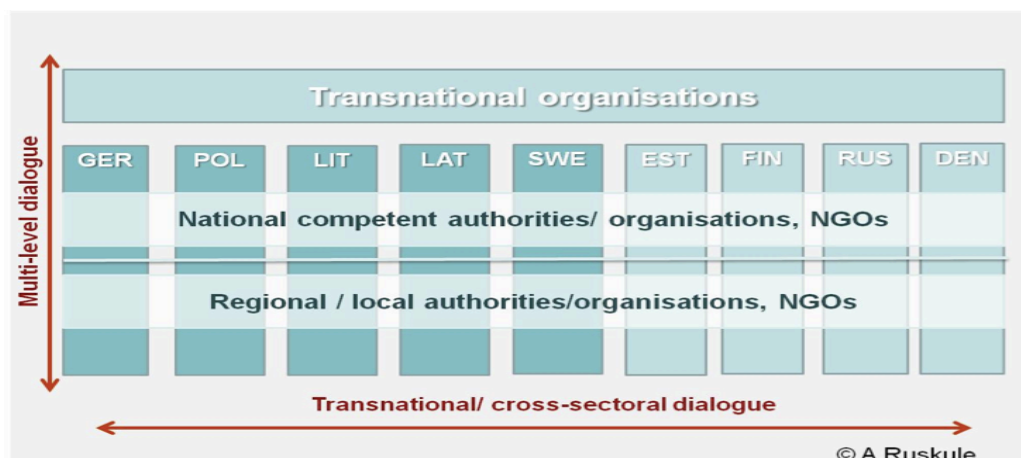 Transnational organisations
GER POL LIT LAT SWE EST FIN RUS DEN
Multi-level dialogue
National competent authorities/ organisations, NGOs
Regional / local authorities/organisations, NGOs
Transnational/ cross-sectoral dialogue
© A Ruskule